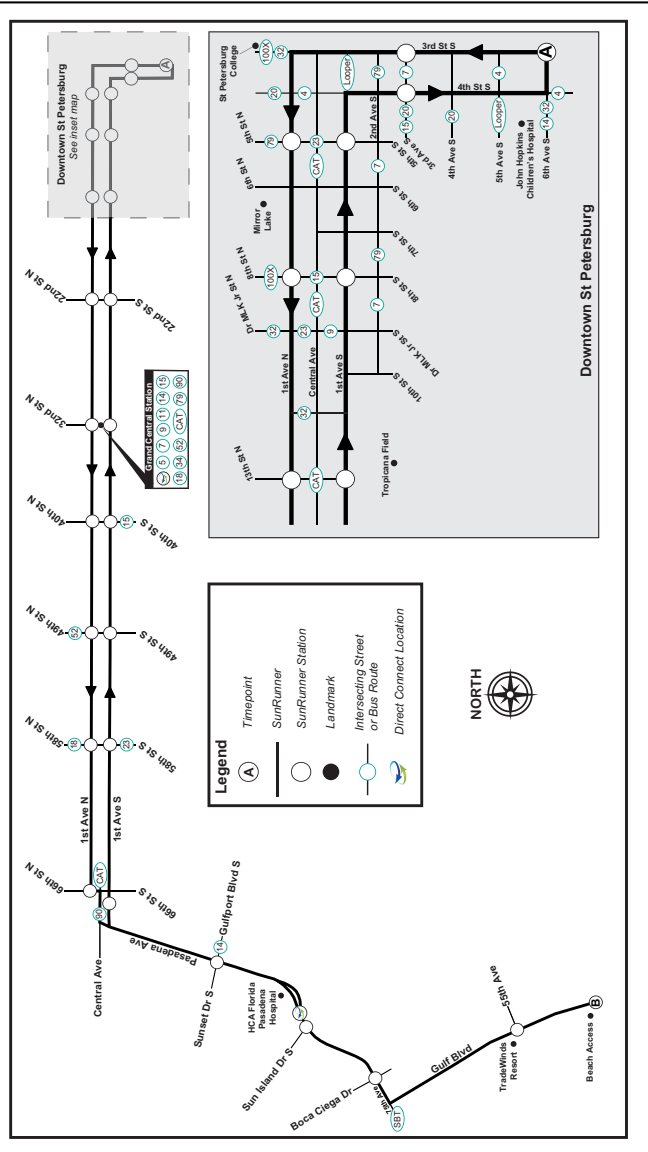 Downtown St Petersburg
See inset map
A
22nd St N
22nd St S
32nd St N
Grand Central Station
5
7
9
11
14
15
18
34
52
CAT
79
90
40th St N
15
40th St S
49th St N
52
49th St S
58th St N
18
23
58th St S
66th St N
1st Ave N
1st Ave S
CAT
90
66th St S
Central Ave
Pasadena Ave
Sunset Dr S
14
Gulfport Blvd S
HCA Florida
Pasadena
Hospital
Sun Island Dr S
Boca Ciega Dr
75th Ave
SBT
Gulf Blvd
55th Ave
TradeWinds
Resort
Beach Access
B
Legend
A
Timepoint
SunRunner
SunRunner Station
Landmark
Intersecting Street
or Bus Route
Direct Connect Location
NORTH
Downtown St Petersburg
St Petersburg
College
100X
32
3rd St S
20
4
Looper
4th St S
79
5th St N
23
CAT
2nd Ave S
7
15
20
5th St S
3rd Ave S
20
4th Ave S
4
Looper
5th Ave S
John Hopkins
Children's Hospital
14
32
4
6th Ave S
A
6th St N
7
6th St S
Mirror
Lake
7th St S
8th St N
100X
15
CAT
79
8th St S
Dr MLK Jr St N
32
23
9
7
Dr MLK Jr St S
1st Ave N
Central Ave
1st Ave S
10th St S
32
13th St N
CAT
Tropicana Field